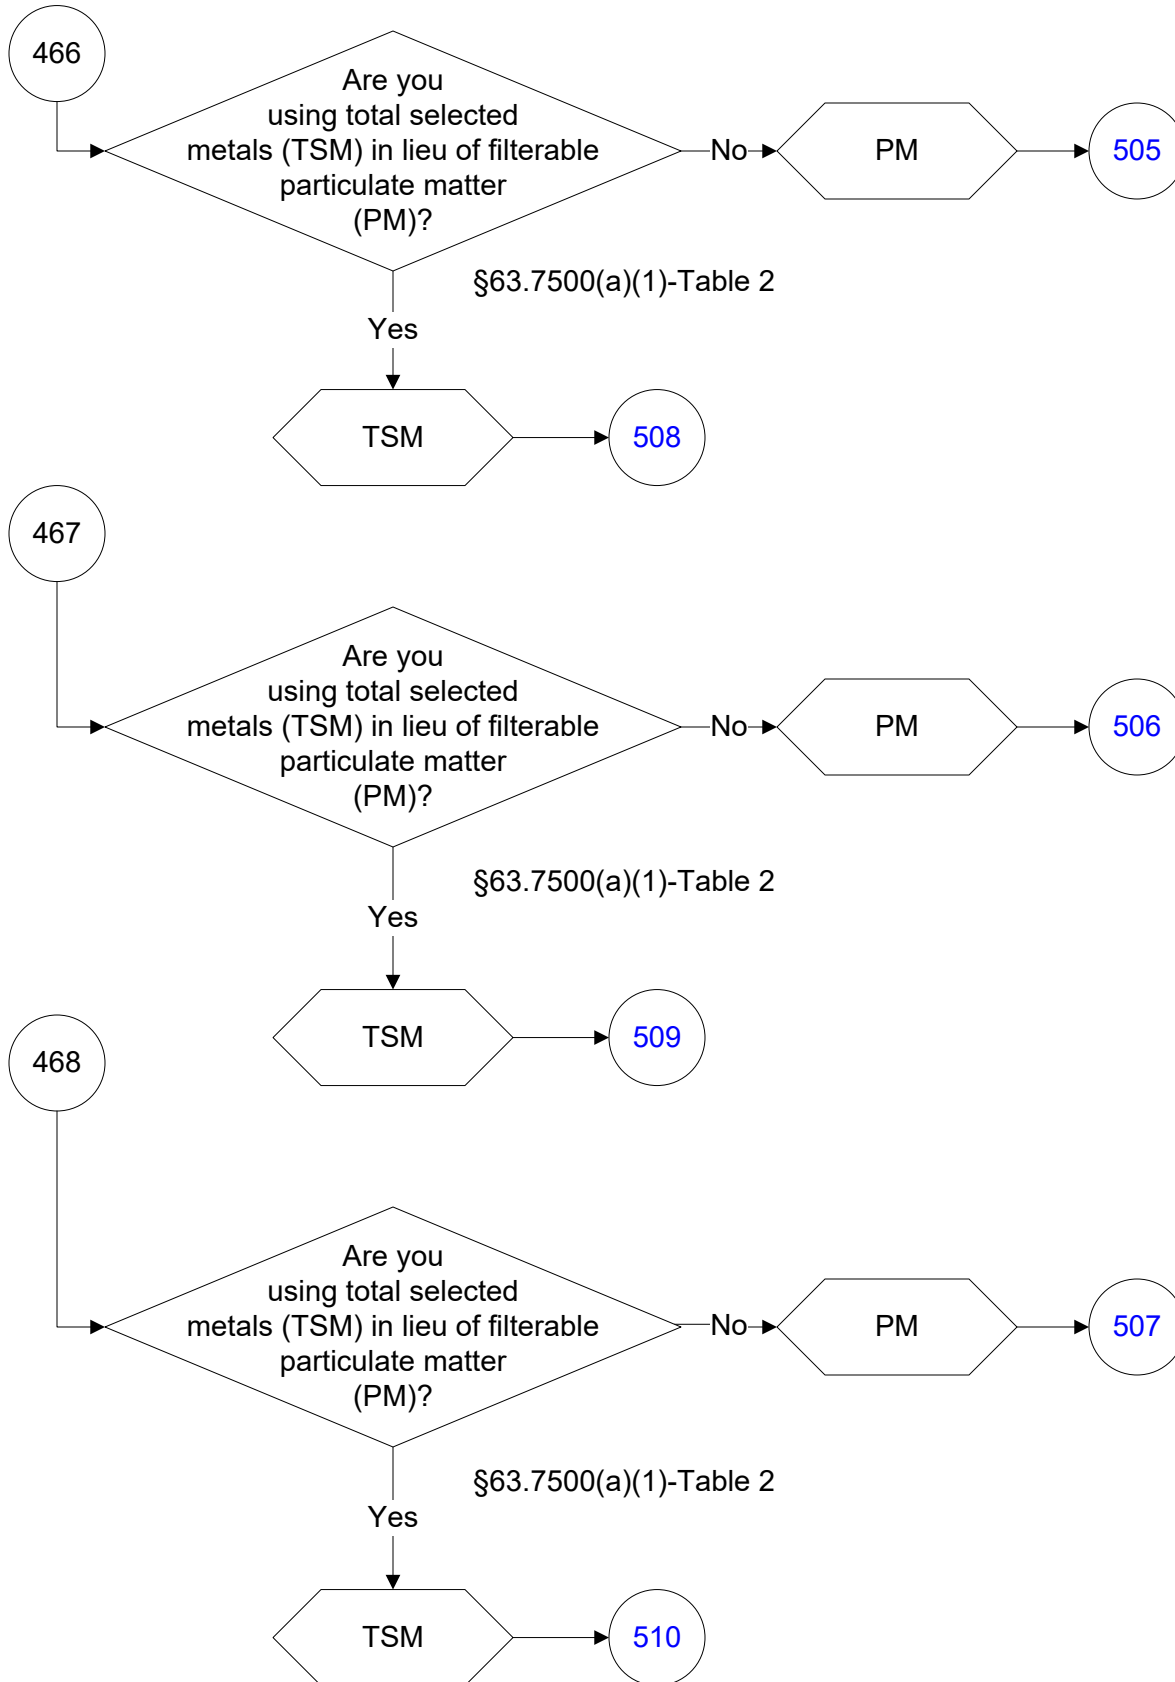 466
Are you
using total selected
metals (TSM) in lieu of filterable
particulate matter
(PM)?
No
PM
505
§63.7500(a)(1)-Table 2
Yes
TSM
508
467
Are you
using total selected
metals (TSM) in lieu of filterable
particulate matter
(PM)?
No
PM
506
§63.7500(a)(1)-Table 2
Yes
TSM
509
468
Are you
using total selected
metals (TSM) in lieu of filterable
particulate matter
(PM)?
No
PM
507
§63.7500(a)(1)-Table 2
Yes
TSM
510